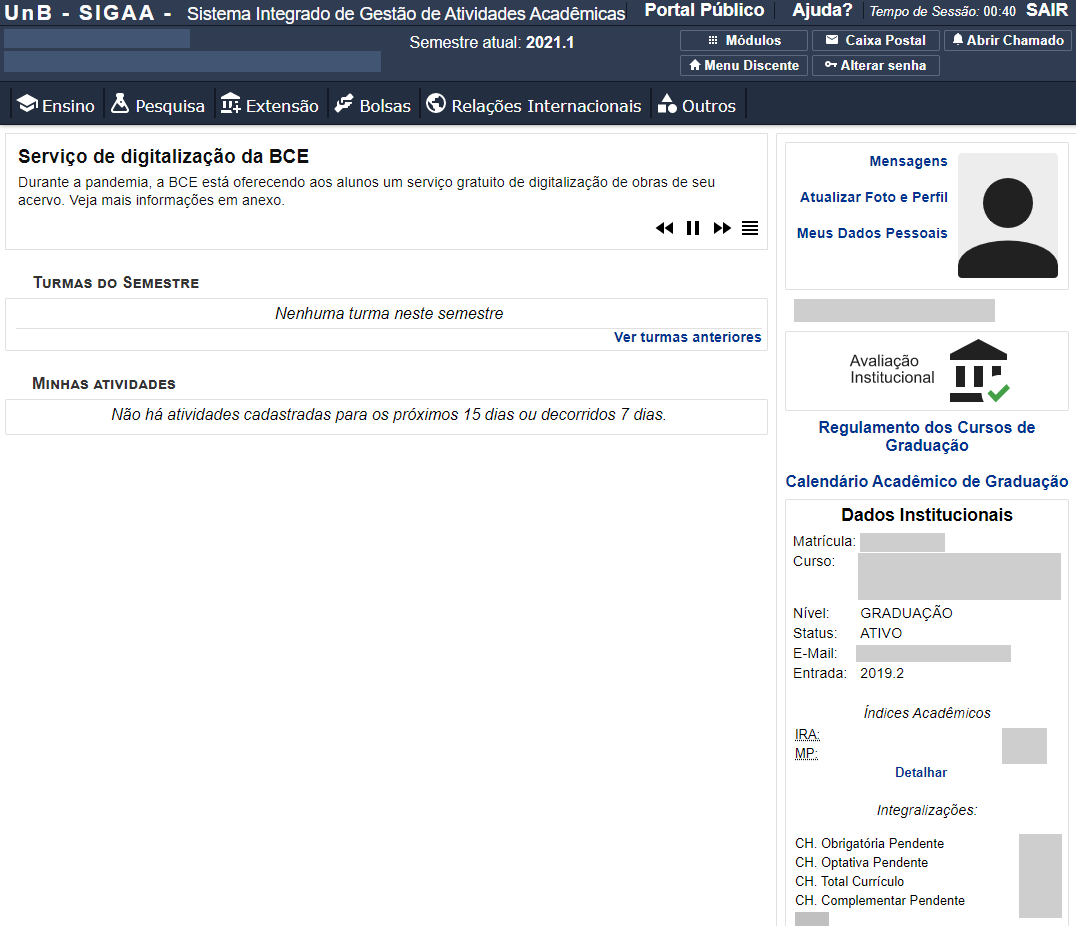 UnB - SIGAA - Sistema Integrado de Gestão de Atividades Acadêmicas
Portal Público
Ajuda?
Tempo de Sessão: 00:40
SAIR
Semestre atual: 2021.1
Módulos
Caixa Postal
Abrir Chamado
Menu Discente
Alterar senha
Ensino
Pesquisa
Extensão
Bolsas
Relações Internacionais
Outros
Serviço de digitalização da BCE
Durante a pandemia, a BCE está oferecendo aos alunos um serviço gratuito de digitalização de obras de seu
acervo. Veja mais informações em anexo.
Turmas do Semestre
Nenhuma turma neste semestre
Ver turmas anteriores
Minhas atividades
Não há atividades cadastradas para os próximos 15 dias ou decorridos 7 dias.
Mensagens
Atualizar Foto e Perfil
Meus Dados Pessoais
Avaliação
Institucional
Regulamento dos Cursos de
Graduação
Calendário Acadêmico de Graduação
Dados Institucionais
Matrícula:
Curso:
Nível: GRADUAÇÃO
Status: ATIVO
E-Mail:
Entrada: 2019.2
Índices Acadêmicos
IRA:
MP:
Detalhar
Integralizações:
CH. Obrigatória Pendente
CH. Optativa Pendente
CH. Total Currículo
CH. Complementar Pendente